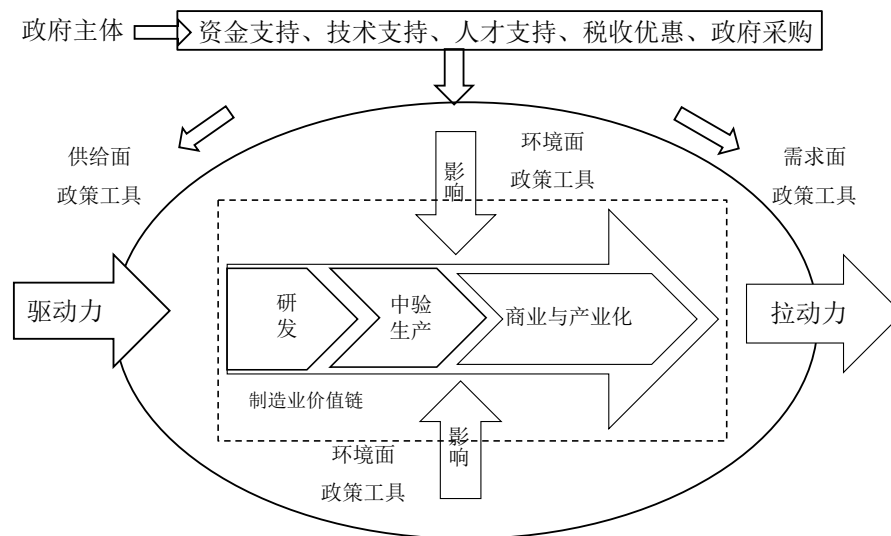 政府主体
资金支持、技术支持、人才支持、税收优惠、政府采购
供给面
政策工具
影响
环境面
政策工具
需求面
政策工具
驱动力
研
发
中验
生产
商业与产业化
拉动力
制造业价值链
环境面
政策工具
影响